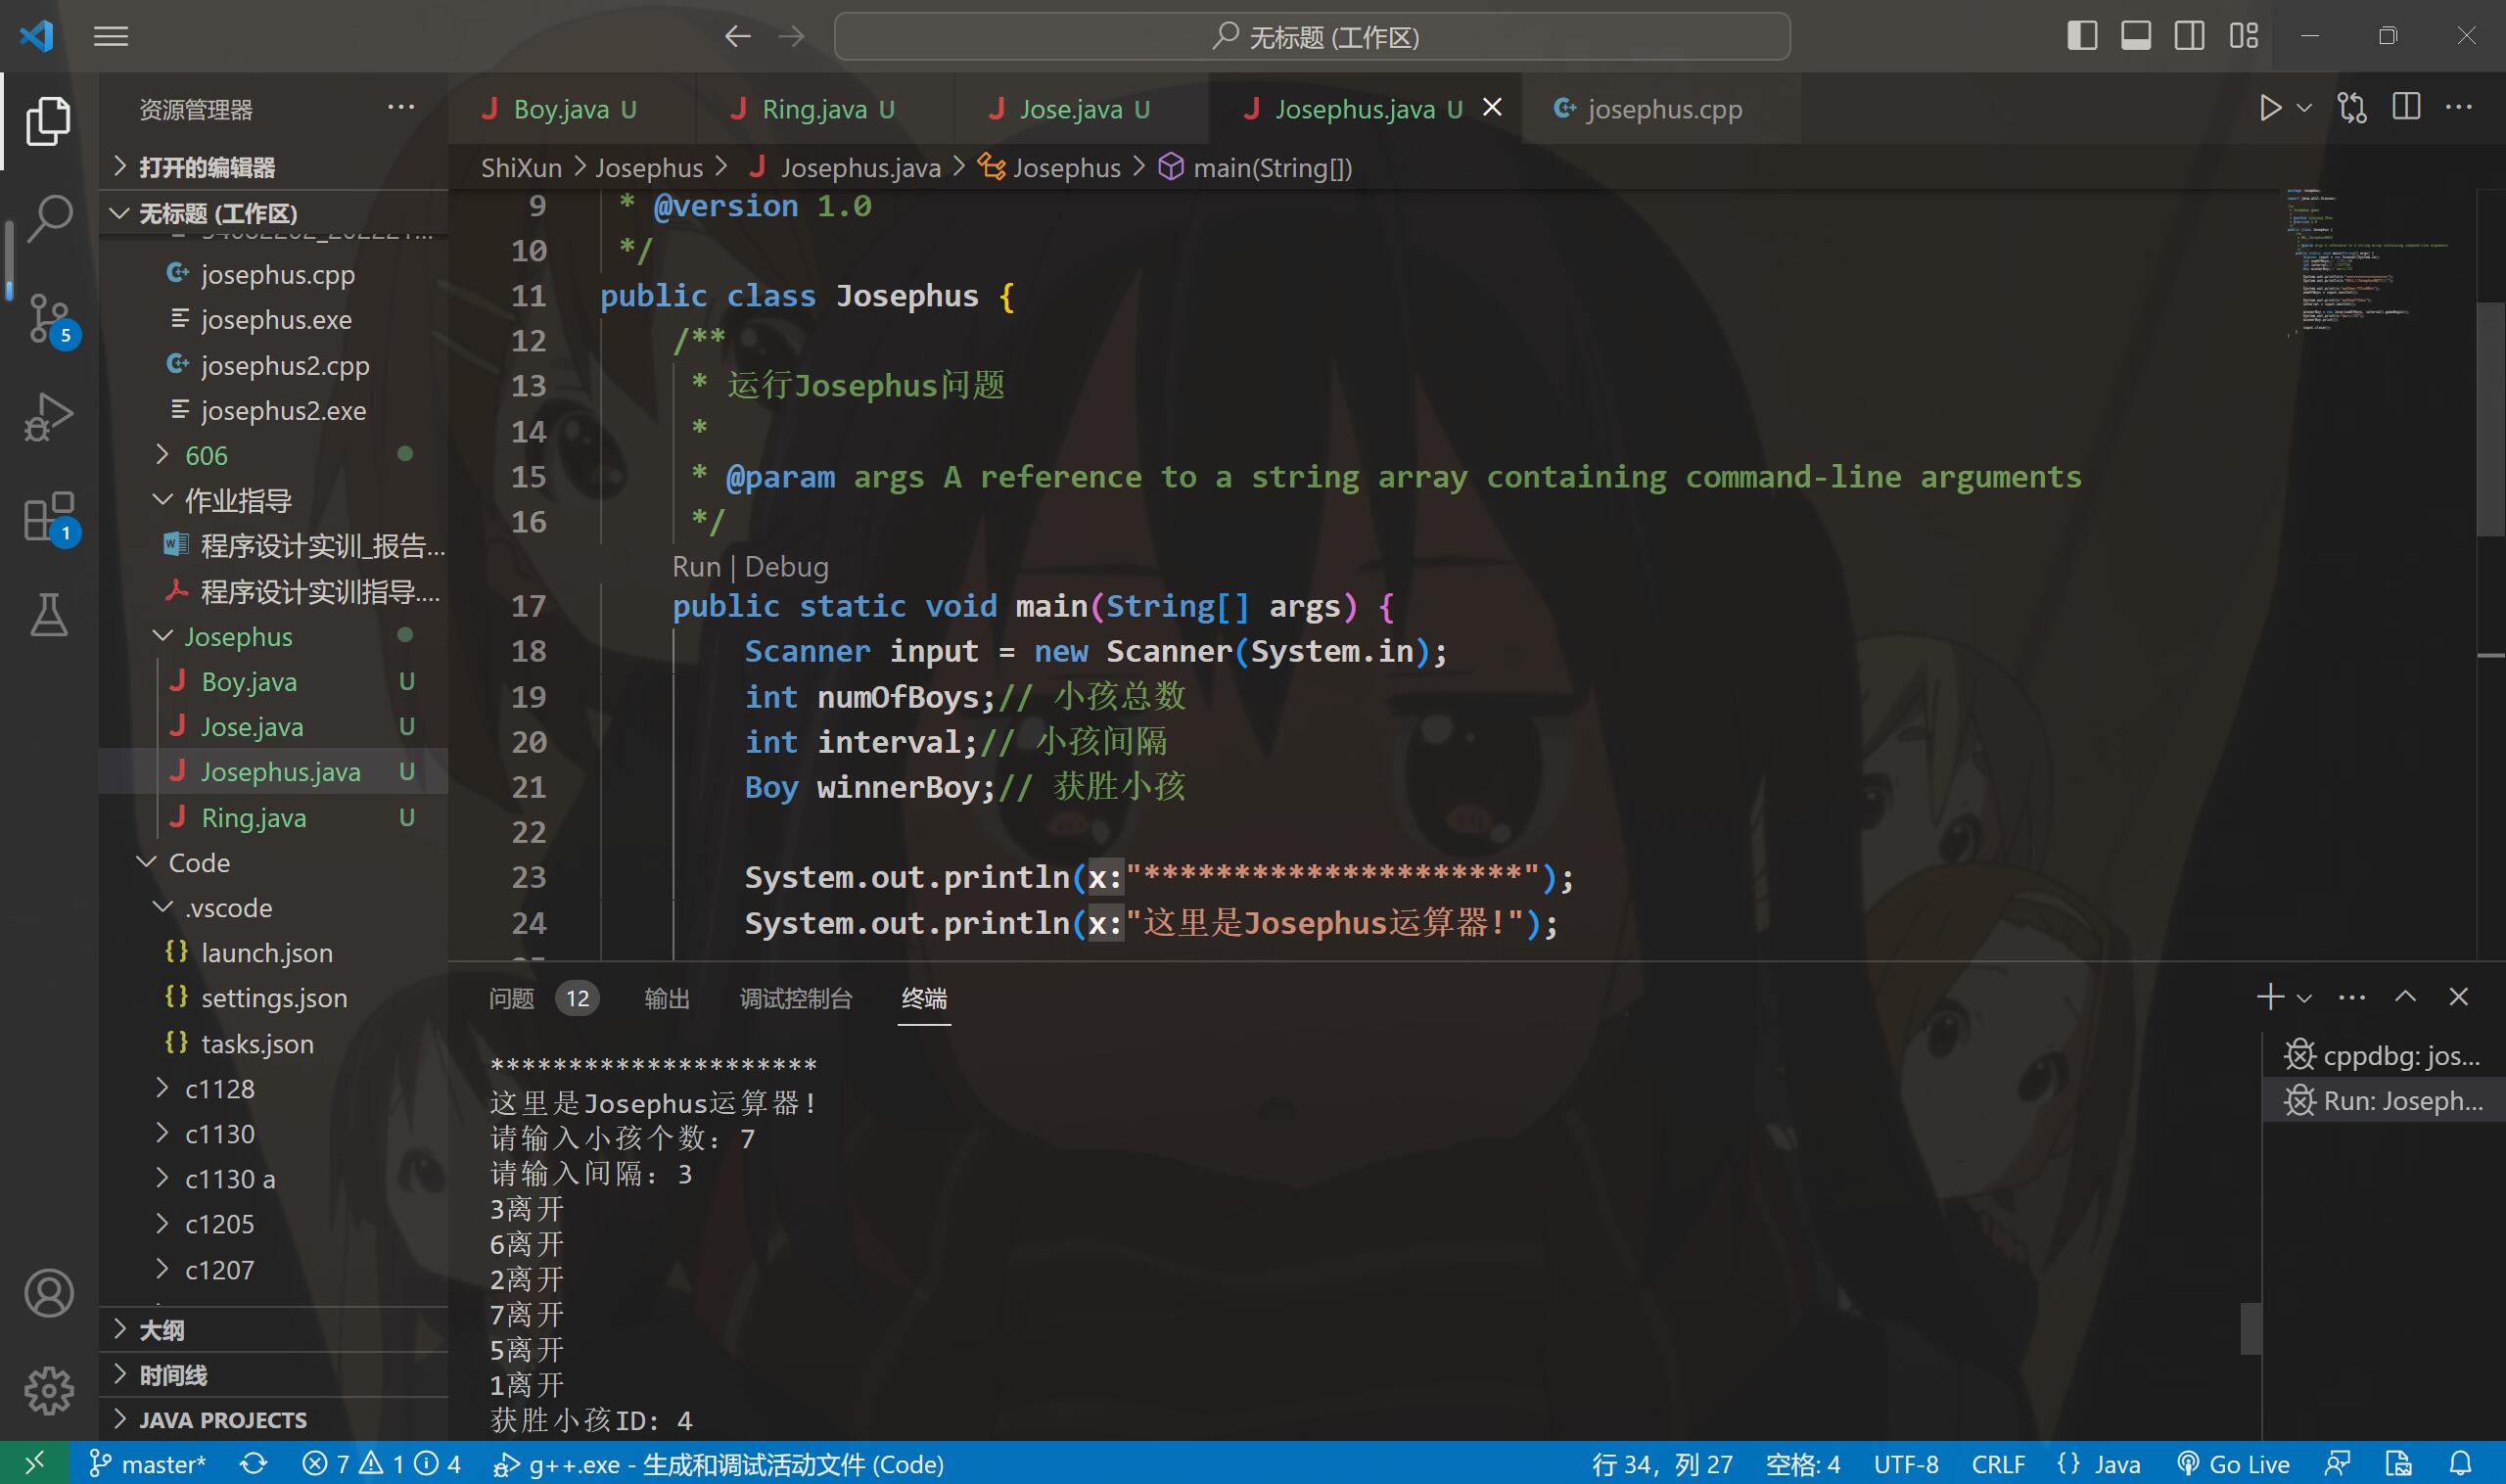 无标题 (工作区)
资源管理器
打开的编辑器
无标题 (工作区)
josephus.cpp
josephus.exe
josephus2.cpp
josephus2.exe
606
作业指导
程序设计实训_报告...
程序设计实训指导....
Josephus
Boy.java U
Jose.java U
Josephus.java U
Ring.java U
Code
.vscode
launch.json
settings.json
tasks.json
c1128
c1130
c1130 a
c1205
c1207
大纲
时间线
JAVA PROJECTS
5
1
Boy.java U Ring.java U Jose.java U Josephus.java U josephus.cpp
ShiXun > Josephus > Josephus.java > Josephus > main(String[])
9 * @version 1.0
10 */
11 public class Josephus {
12 /**
13 * 运行Josephus问题
14 *
15 * @param args A reference to a string array containing command-line arguments
16 */
Run | Debug
17 public static void main(String[] args) {
18 Scanner input = new Scanner(System.in);
19 int numOfBoys;// 小孩总数
20 int interval;// 小孩间隔
21 Boy winnerBoy;// 获胜小孩
22
23 System.out.println(x:"*********************");
24 System.out.println(x:"这里是Josephus运算器!");
问题 12 输出 调试控制台 终端
*********************
这里是Josephus运算器!
请输入小孩个数: 7
请输入间隔: 3
3离开
6离开
2离开
7离开
5离开
1离开
获胜小孩ID: 4
cppdbg: jos...
Run: Joseph...
master* 7 1 4 g++.exe - 生成和调试活动文件 (Code) 行 34, 列 27 空格: 4 UTF-8 CRLF {} Java Go Live